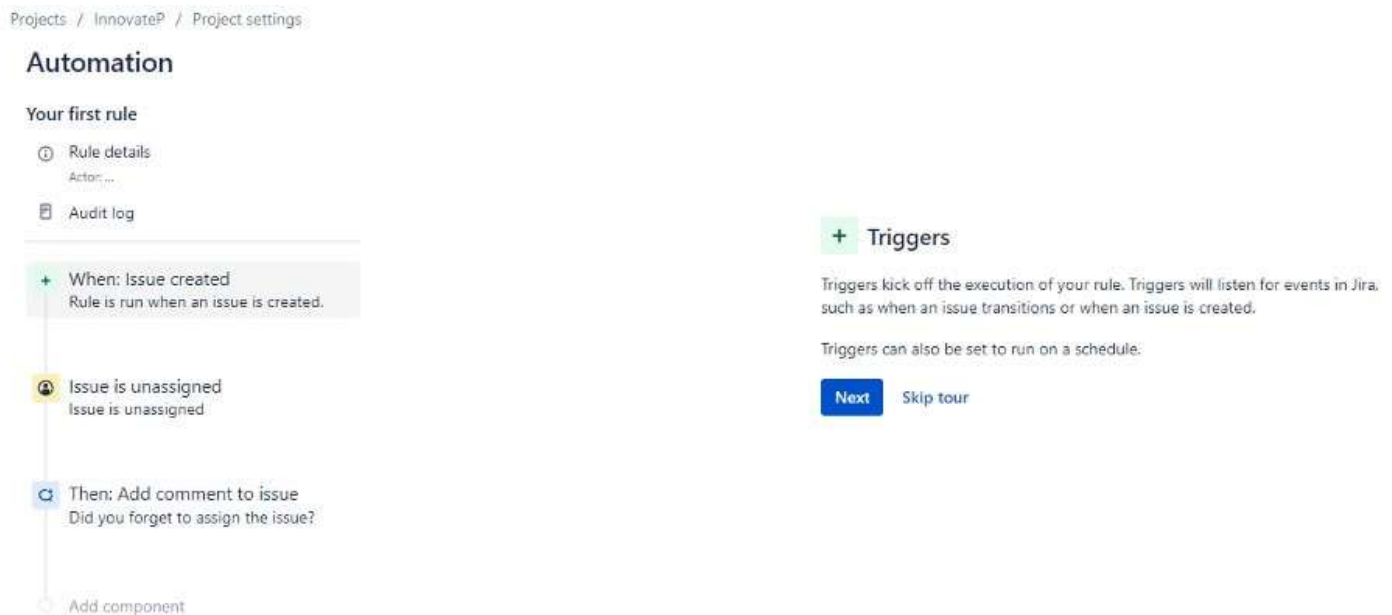 Projects / InnovateP / Project settings
Automation
Your first rule
Rule details
Actor: ...
Audit log
When: Issue created
Rule is run when an issue is created.
Issue is unassigned
Issue is unassigned
Then: Add comment to issue
Did you forget to assign the issue?
Add component
Triggers
Triggers kick off the execution of your rule. Triggers will listen for events in Jira,
such as when an issue transitions or when an issue is created.
Triggers can also be set to run on a schedule.
Next Skip tour